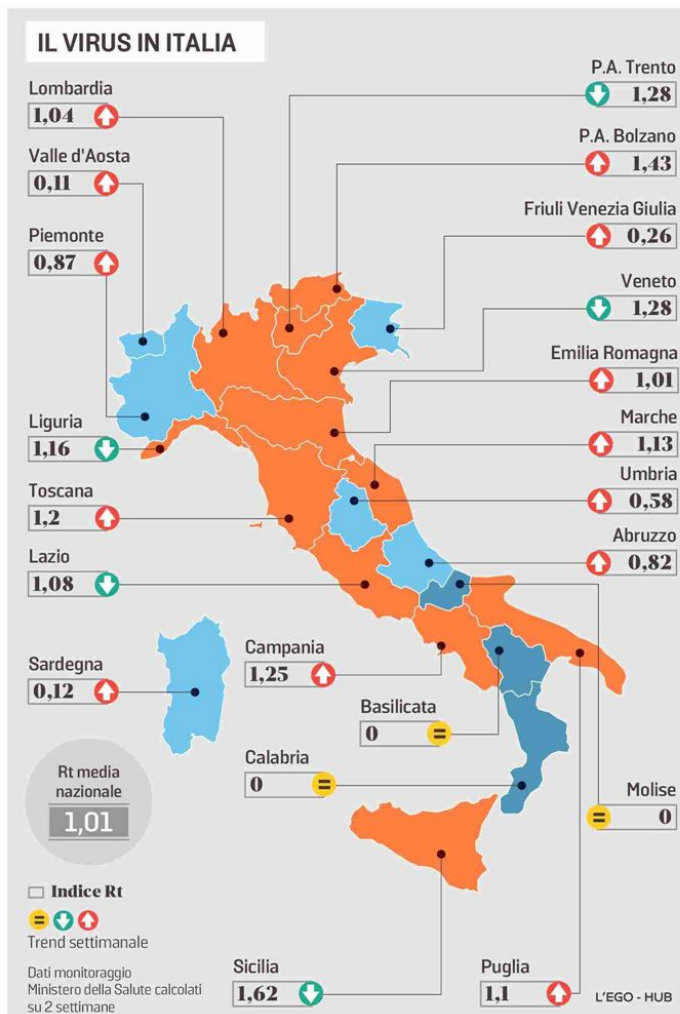 IL VIRUS IN ITALIA
Lombardia
1,04
Valle d'Aosta
0,11
Piemonte
0,87
P.A. Trento
1,28
P.A. Bolzano
1,43
Friuli Venezia Giulia
0,26
Veneto
1,28
Emilia Romagna
1,01
Marche
1,13
Umbria
0,58
Abruzzo
0,82
Liguria
1,16
Toscana
1,2
Lazio
1,08
Sardegna
0,12
Campania
1,25
Basilicata
0 =
Calabria
0 =
Molise
= 0
Rt media
nazionale
1,01
Indice Rt
=
Trend settimanale
Dati monitoraggio
Ministero della Salute calcolati
su 2 settimane
Sicilia
1,62
Puglia
1,1
L'EGO - HUB